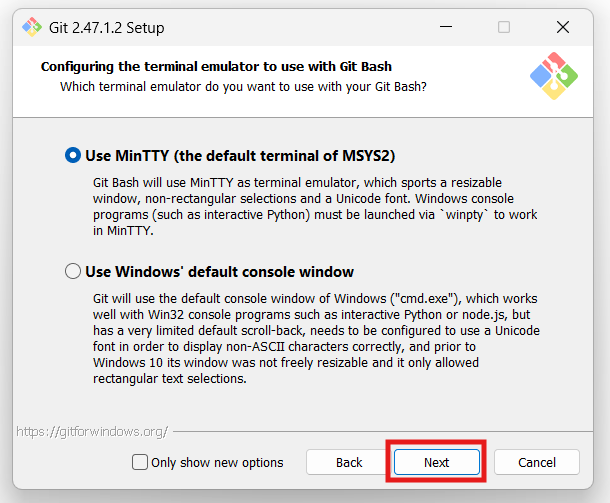 Git 2.47.1.2 Setup
Configuring the terminal emulator to use with Git Bash
Which terminal emulator do you want to use with your Git Bash?
Use MinTTY (the default terminal of MSYS2)
Git Bash will use MinTTY as terminal emulator, which sports a resizable
window, non-rectangular selections and a Unicode font. Windows console
programs (such as interactive Python) must be launched via `winpty` to work
in MinTTY.
Use Windows' default console window
Git will use the default console window of Windows ("cmd.exe"), which works
well with Win32 console programs such as interactive Python or node.js, but
has a very limited default scroll-back, needs to be configured to use a Unicode
font in order to display non-ASCII characters correctly, and prior to
Windows 10 its window was not freely resizable and it only allowed
rectangular text selections.
https://gitforwindows.org/
Only show new options
Back
Next
Cancel